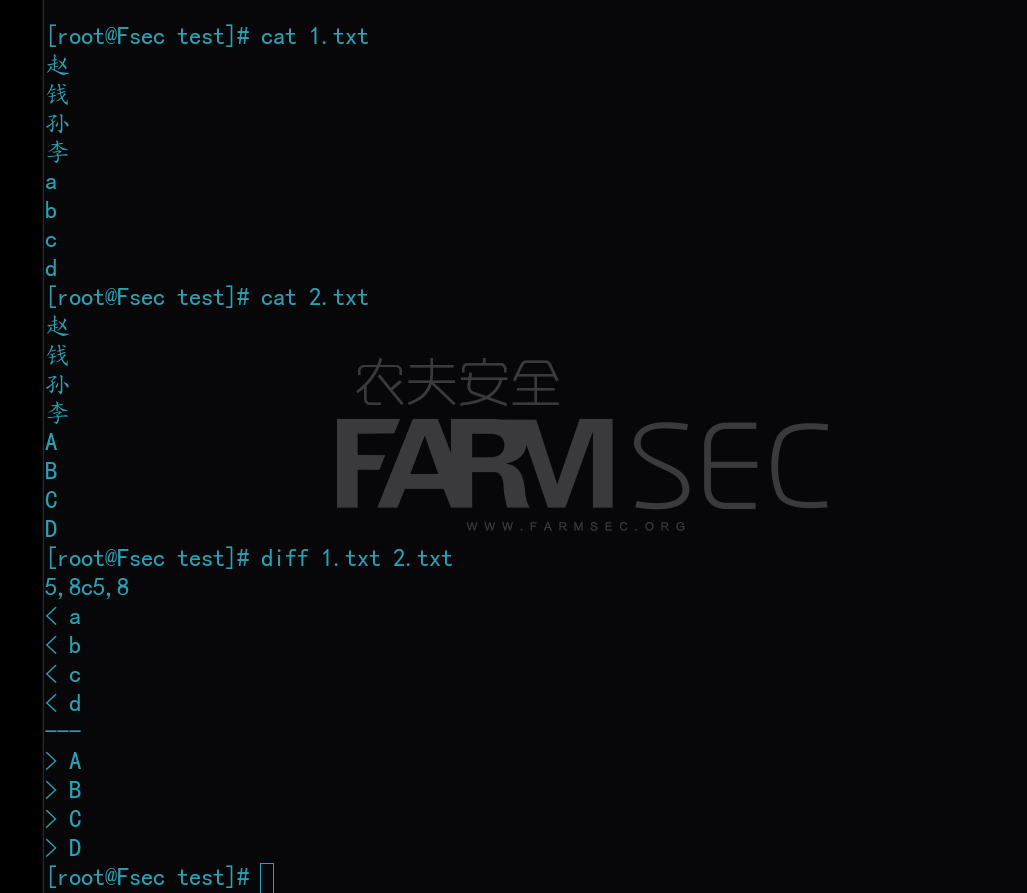 [root@Fsec test]# cat 1.txt
赵
钱
孙
李
a
b
c
d
[root@Fsec test]# cat 2.txt
赵
钱
孙
李
A
B
C
D
农夫安全
FARMSEC
WWW.FARMSEC.ORG
[root@Fsec test]# diff 1.txt 2.txt
5,8c5,8
< a
< b
< c
< d
---
> A
> B
> C
> D
[root@Fsec test]#